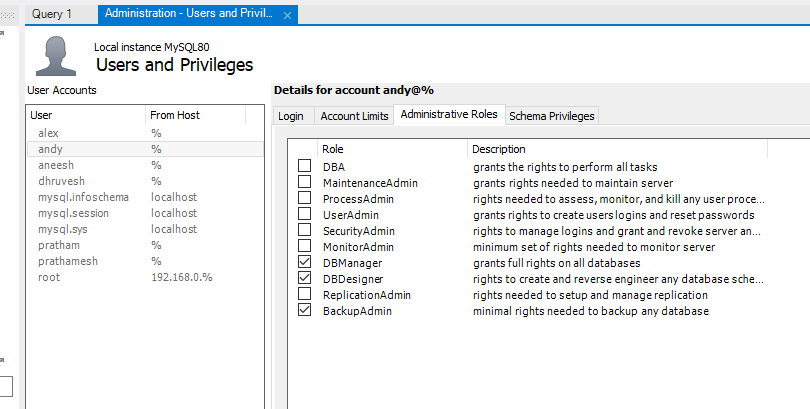 Query 1
Administration - Users and Privil...
Local instance MySQL80
Users and Privileges
User Accounts
User From Host
alex %
andy %
aneesh %
dhruvesh %
mysql.infoschema localhost
mysql.session localhost
mysql.sys localhost
pratham %
prathamesh %
root 192.168.0.%
Details for account andy@%
Login Account Limits Administrative Roles Schema Privileges
Role Description
DBA grants the rights to perform all tasks
MaintenanceAdmin grants rights needed to maintain server
ProcessAdmin rights needed to assess, monitor, and kill any user proce...
UserAdmin grants rights to create users logins and reset passwords
SecurityAdmin rights to manage logins and grant and revoke server an...
MonitorAdmin minimum set of rights needed to monitor server
DBManager grants full rights on all databases
DBDesigner rights to create and reverse engineer any database sche...
ReplicationAdmin rights needed to setup and manage replication
BackupAdmin minimal rights needed to backup any database